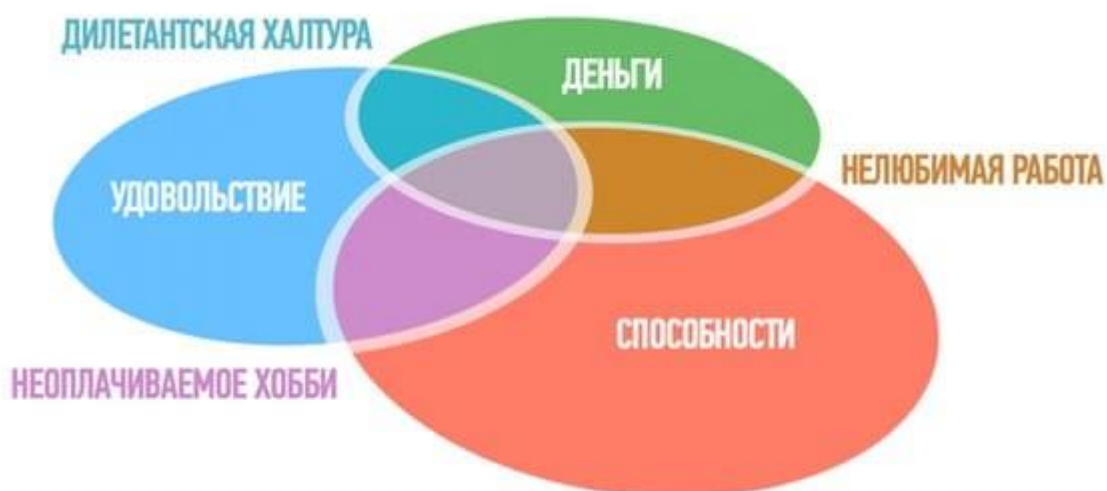 ДИЛЕТАНТСКАЯ ХАЛТУРА
ДЕНЬГИ
НЕЛЮБИМАЯ РАБОТА
УДОВОЛЬСТВИЕ
СПОСОБНОСТИ
НЕОПЛАЧИВАЕМОЕ ХОББИ